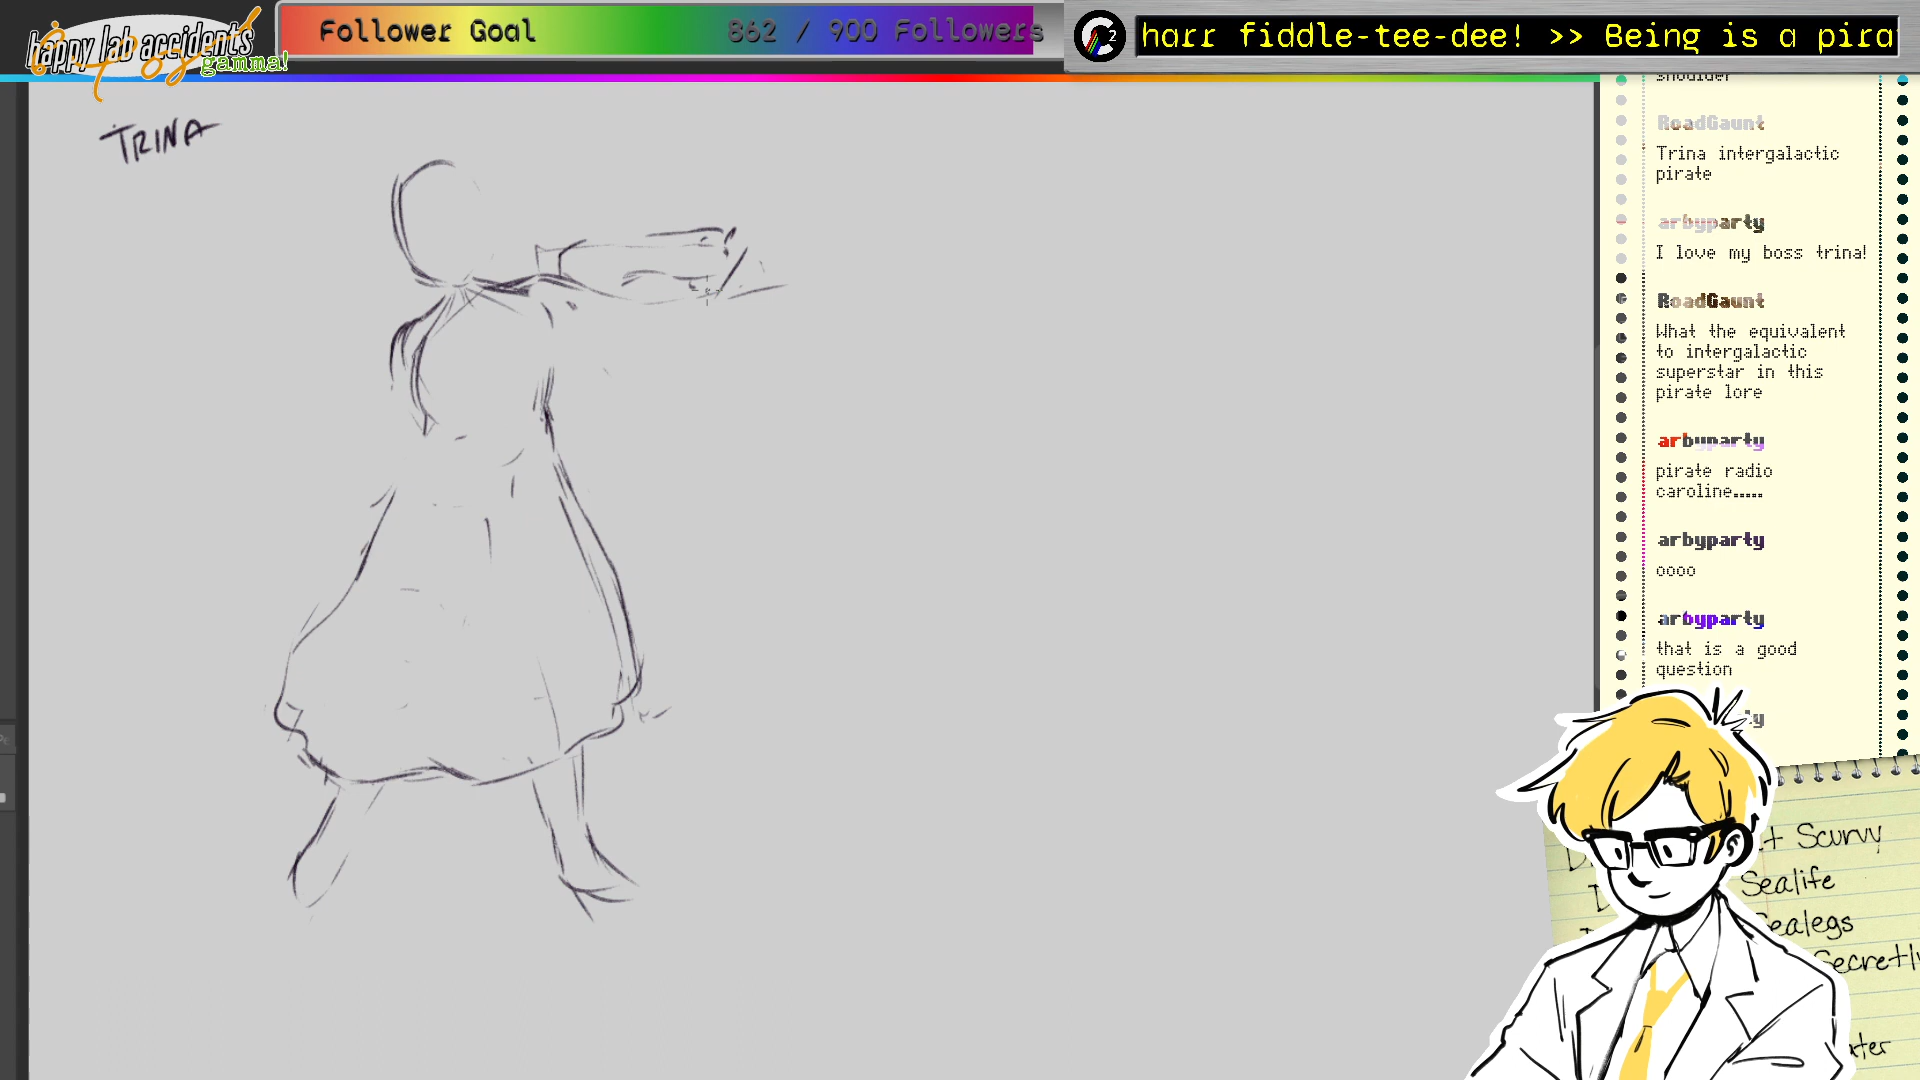 happy lab accidents
gamma!
Follower Goal 862 / 900 Followers
harr fiddle-tee-dee! >> Being is a pira
TRINA
shoulder
RoadGaunt
Trina intergalactic
pirate
arbyparty
I love my boss trina!
RoadGaunt
What the equivalent
to intergalactic
superstar in this
pirate lore
arbyparty
pirate radio
caroline.....
arbyparty
oooo
arbyparty
that is a good
question
Scurvy
Sealife
Sealegs
Secretly